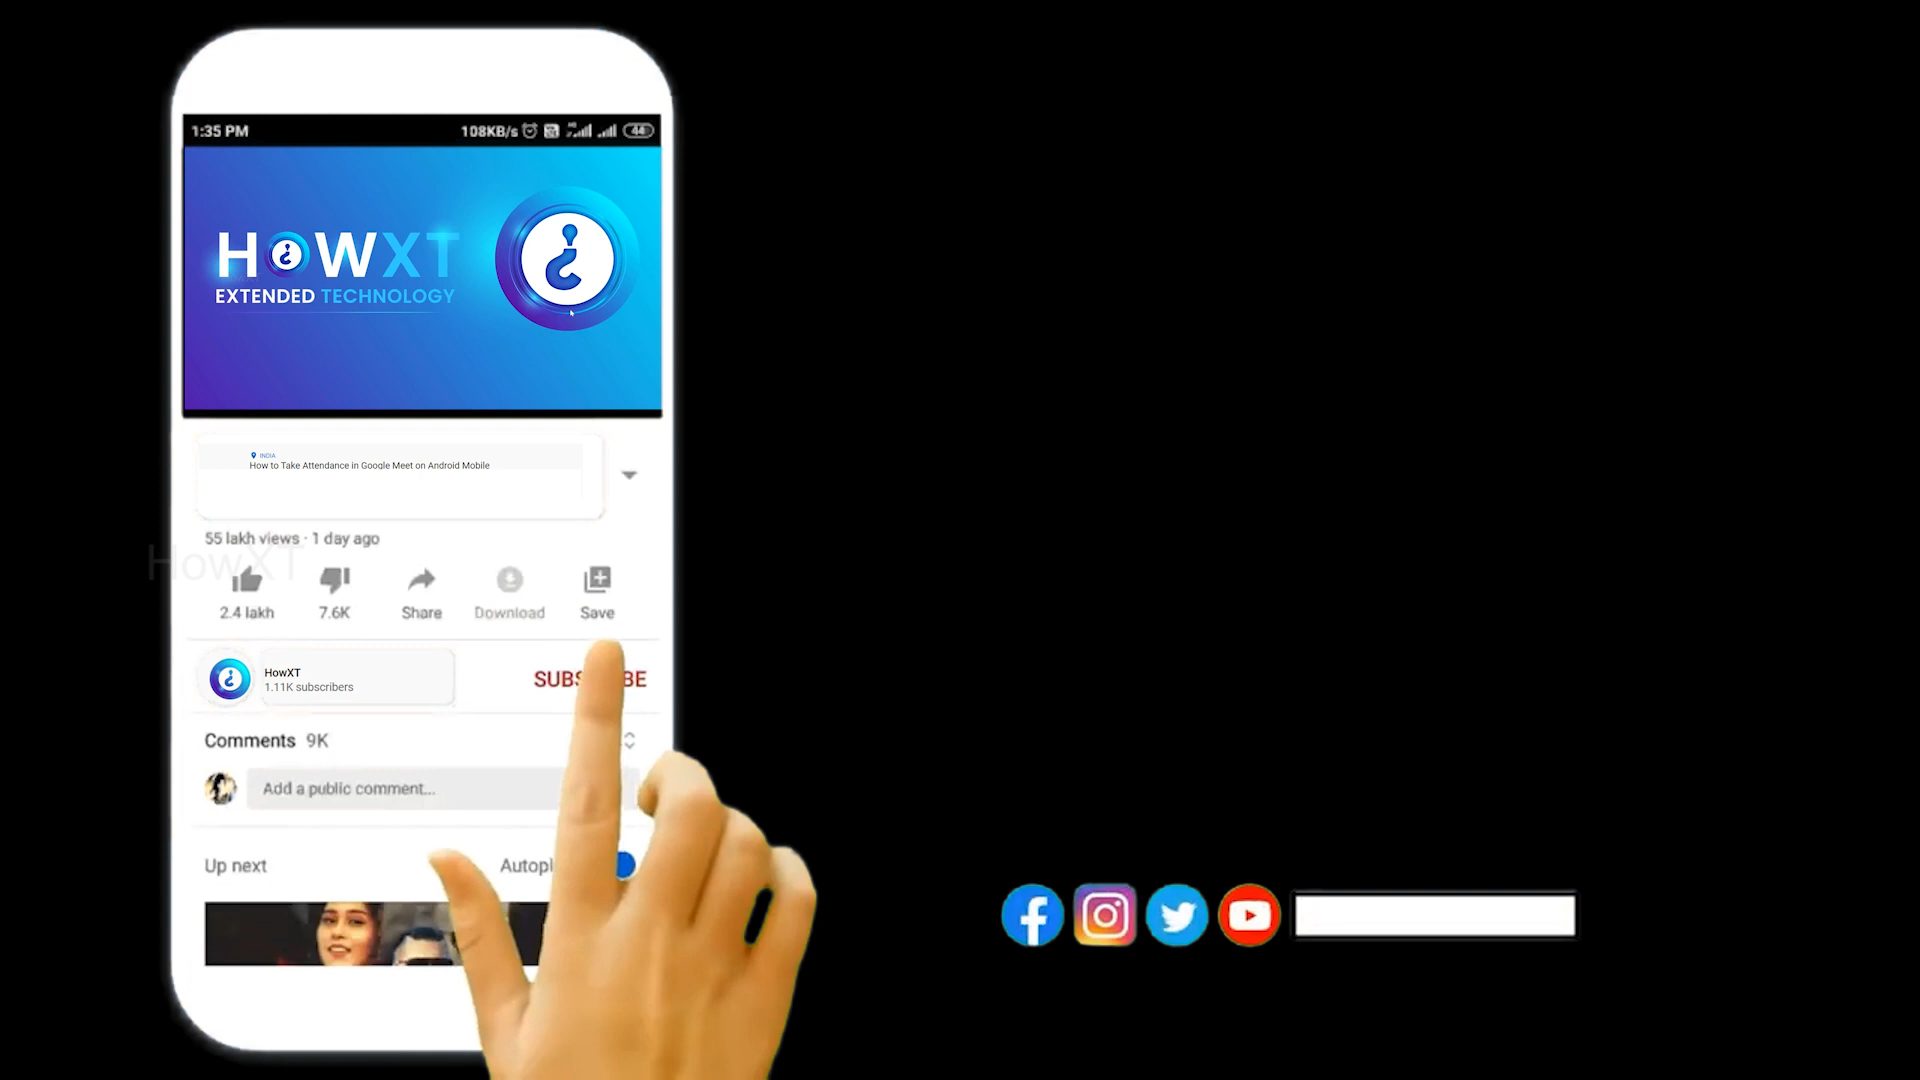 1:35 PM 108KB/s 44
HOWXT
EXTENDED TECHNOLOGY
INDIA
How to Take Attendance in Google Meet on Android Mobile
55 lakh views · 1 day ago
HowXT
2.4 lakh 7.6K Share Download Save
HowXT
1.11K subscribers
Comments 9K
Add a public comment...
Up next